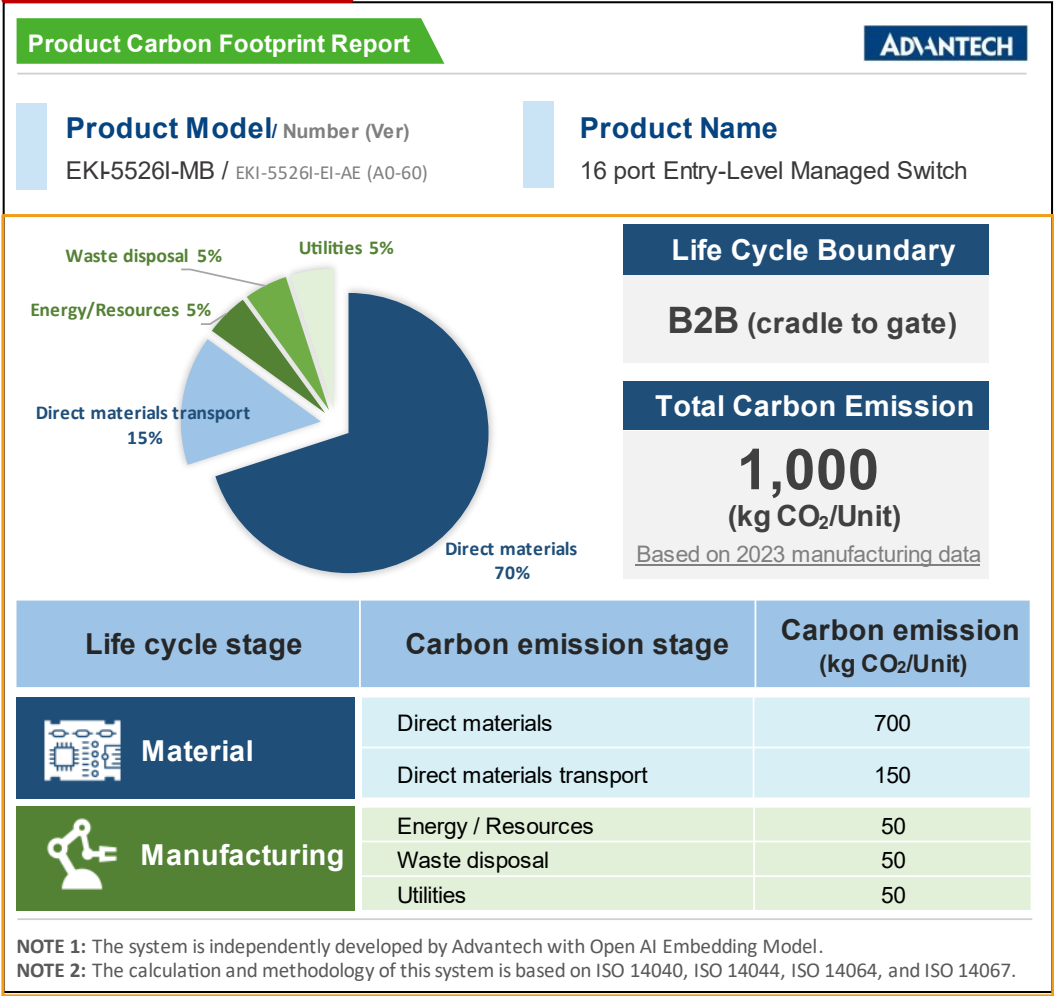 Product Carbon Footprint Report
ADVANTECH
Product Model/ Number (Ver)
EKI-5526I-MB / EKI-5526I-EI-AE (A0-60)
Product Name
16 port Entry-Level Managed Switch
Waste disposal 5%
Utilities 5%
Energy/Resources 5%
Direct materials transport
15%
Direct materials
70%
Life Cycle Boundary
B2B (cradle to gate)
Total Carbon Emission
1,000
(kg CO₂/Unit)
Based on 2023 manufacturing data
Life cycle stage
Carbon emission stage
Carbon emission
(kg CO₂/Unit)
Material
Direct materials 700
Direct materials transport 150
Manufacturing
Energy / Resources 50
Waste disposal 50
Utilities 50
NOTE 1: The system is independently developed by Advantech with Open AI Embedding Model.
NOTE 2: The calculation and methodology of this system is based on ISO 14040, ISO 14044, ISO 14064, and ISO 14067.